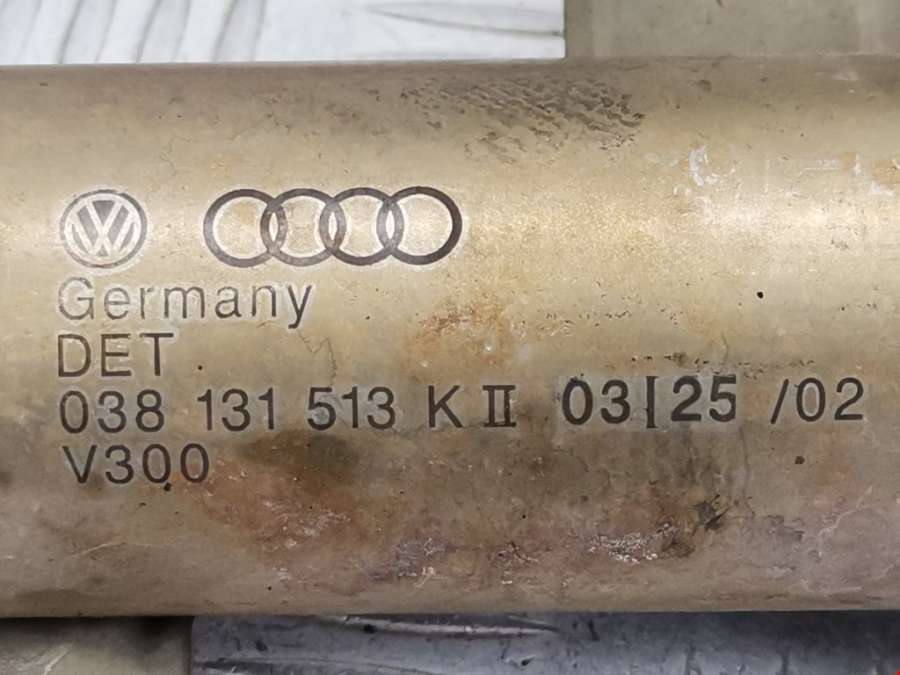 Germany
DET
038 131 513 K II 03|25 /02
V300